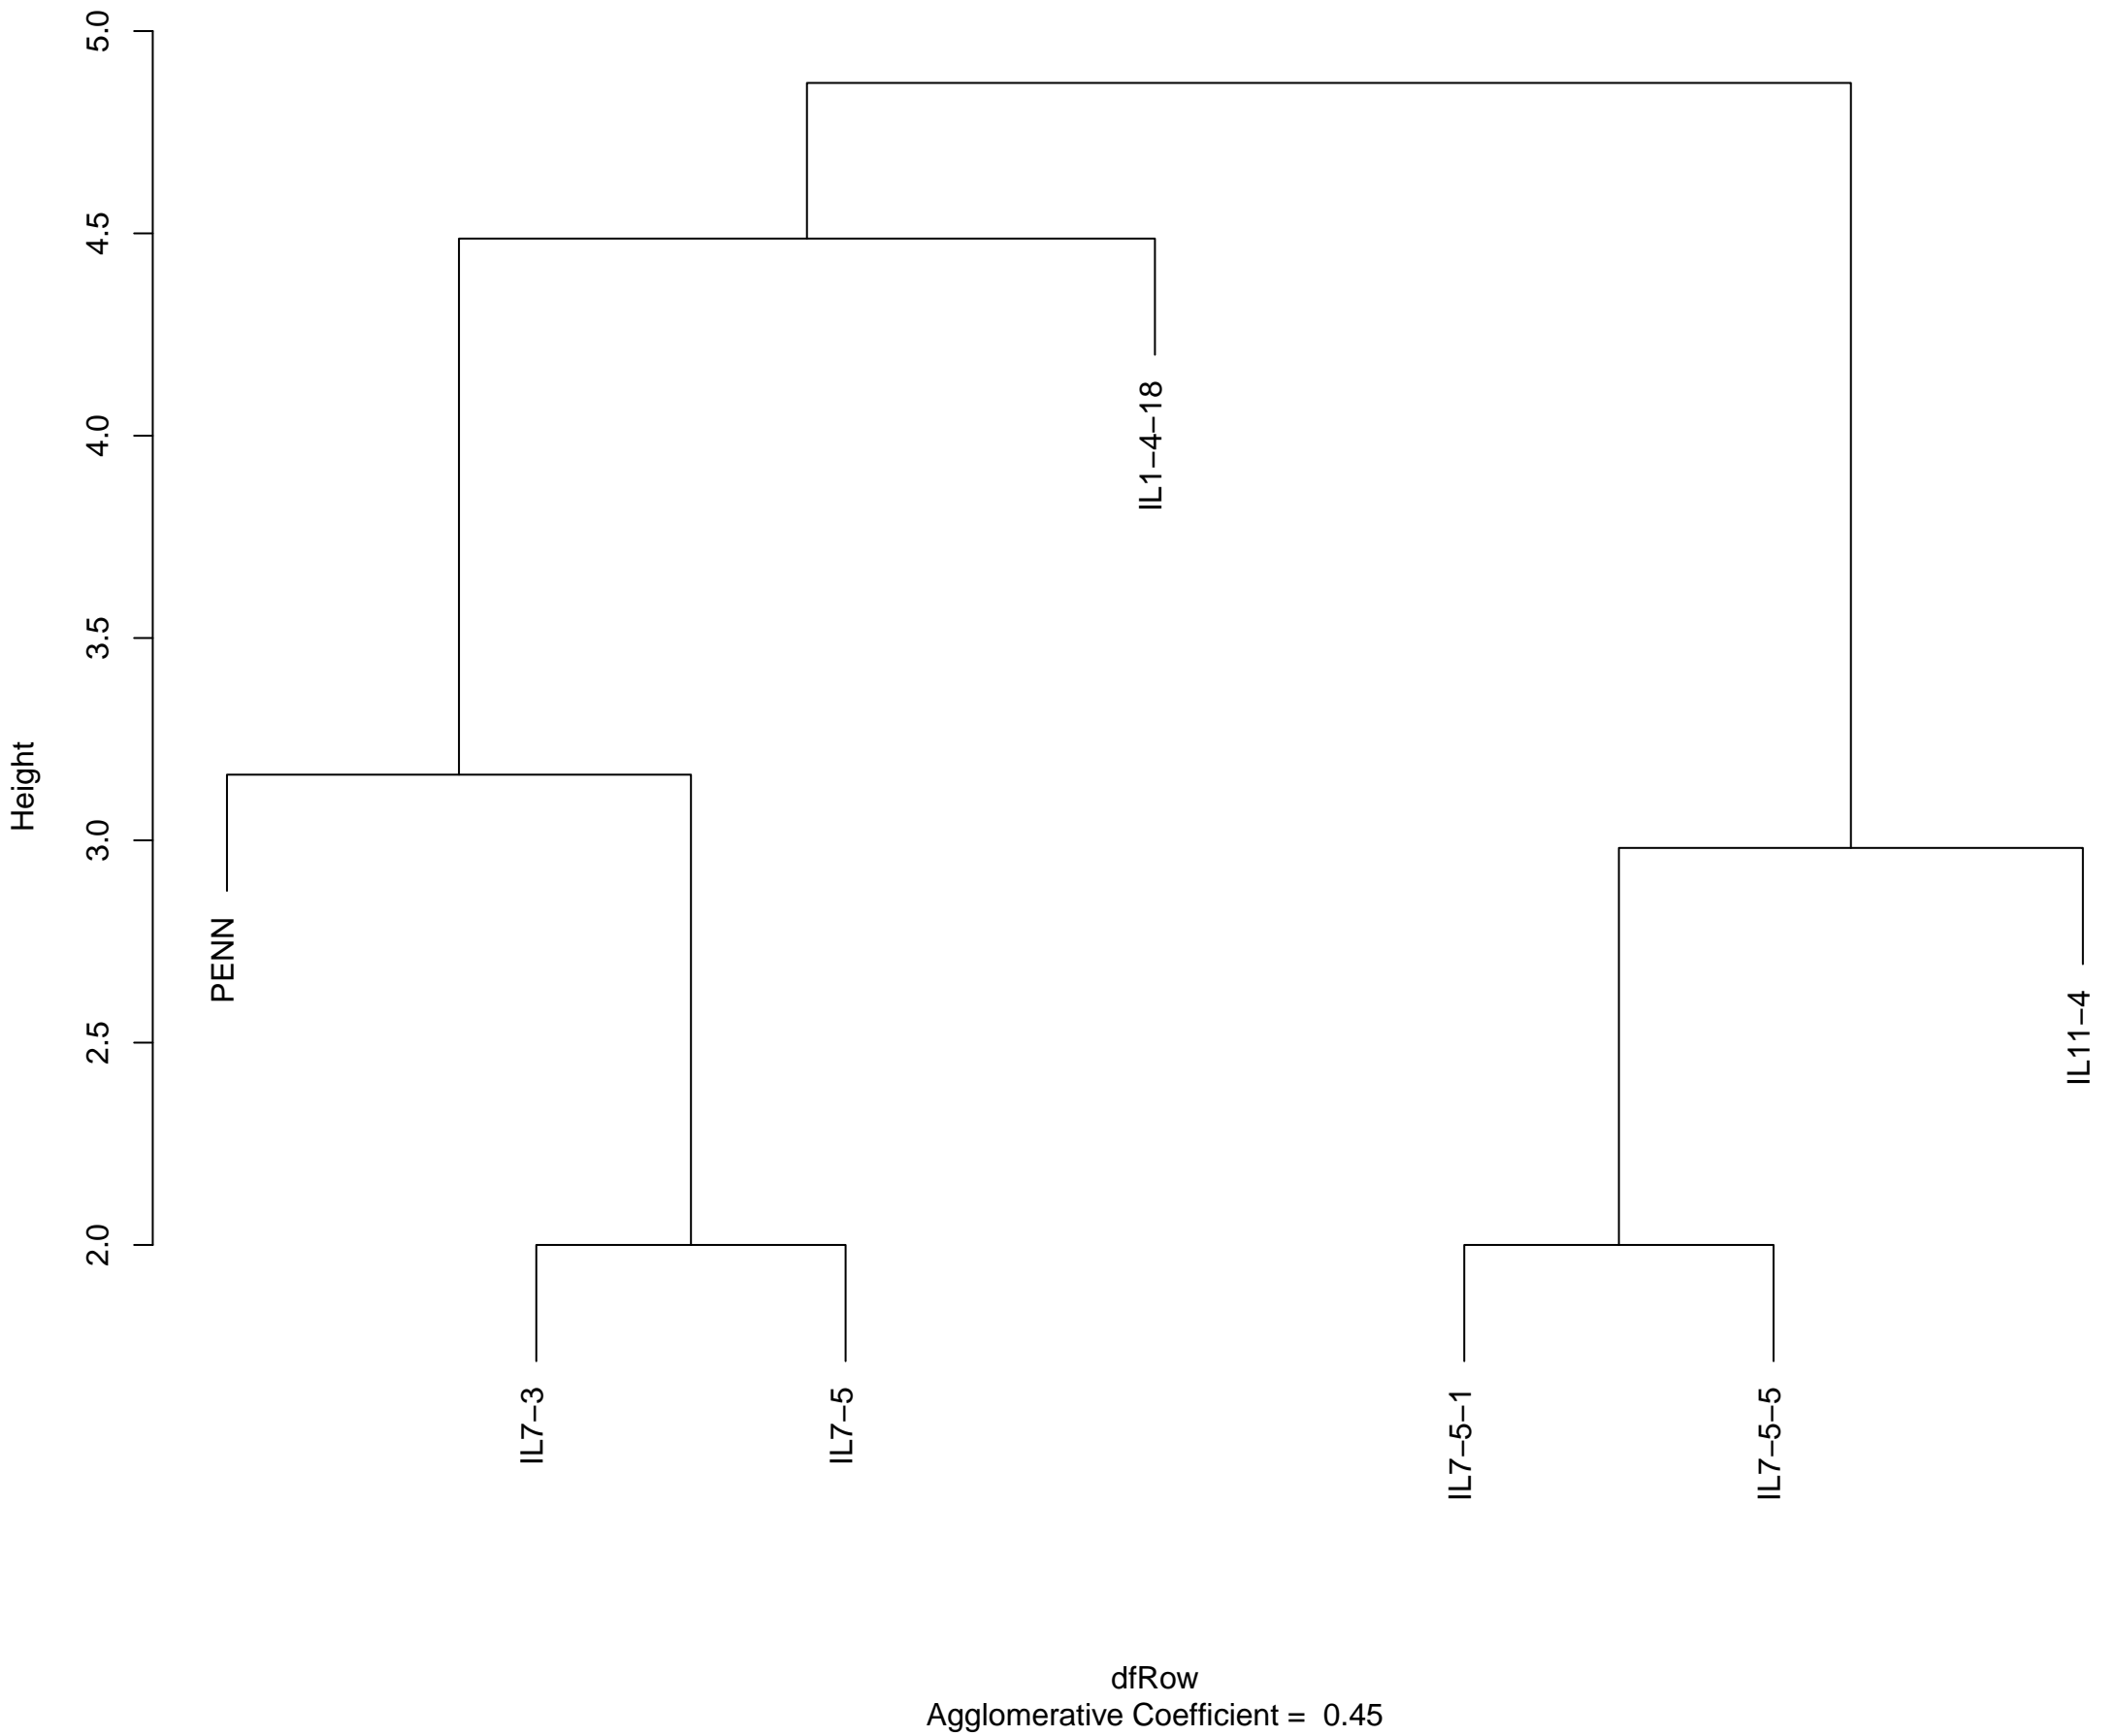 5.0
4.5
4.0
3.5
3.0
2.5
2.0
Height
IL1−4−18
PENN
IL11−4
IL7−3
IL7−5
IL7−5−1
IL7−5−5
dfRow
Agglomerative Coefficient = 0.45